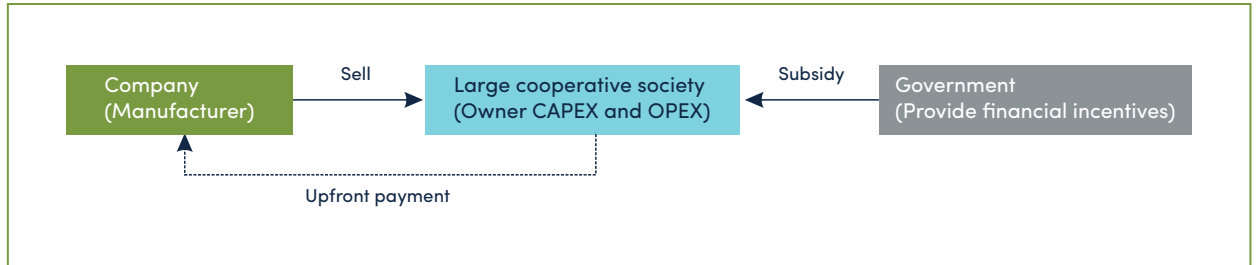 Company
(Manufacturer)
Sell
Large cooperative society
(Owner CAPEX and OPEX)
Subsidy
Government
(Provide financial incentives)
Upfront payment